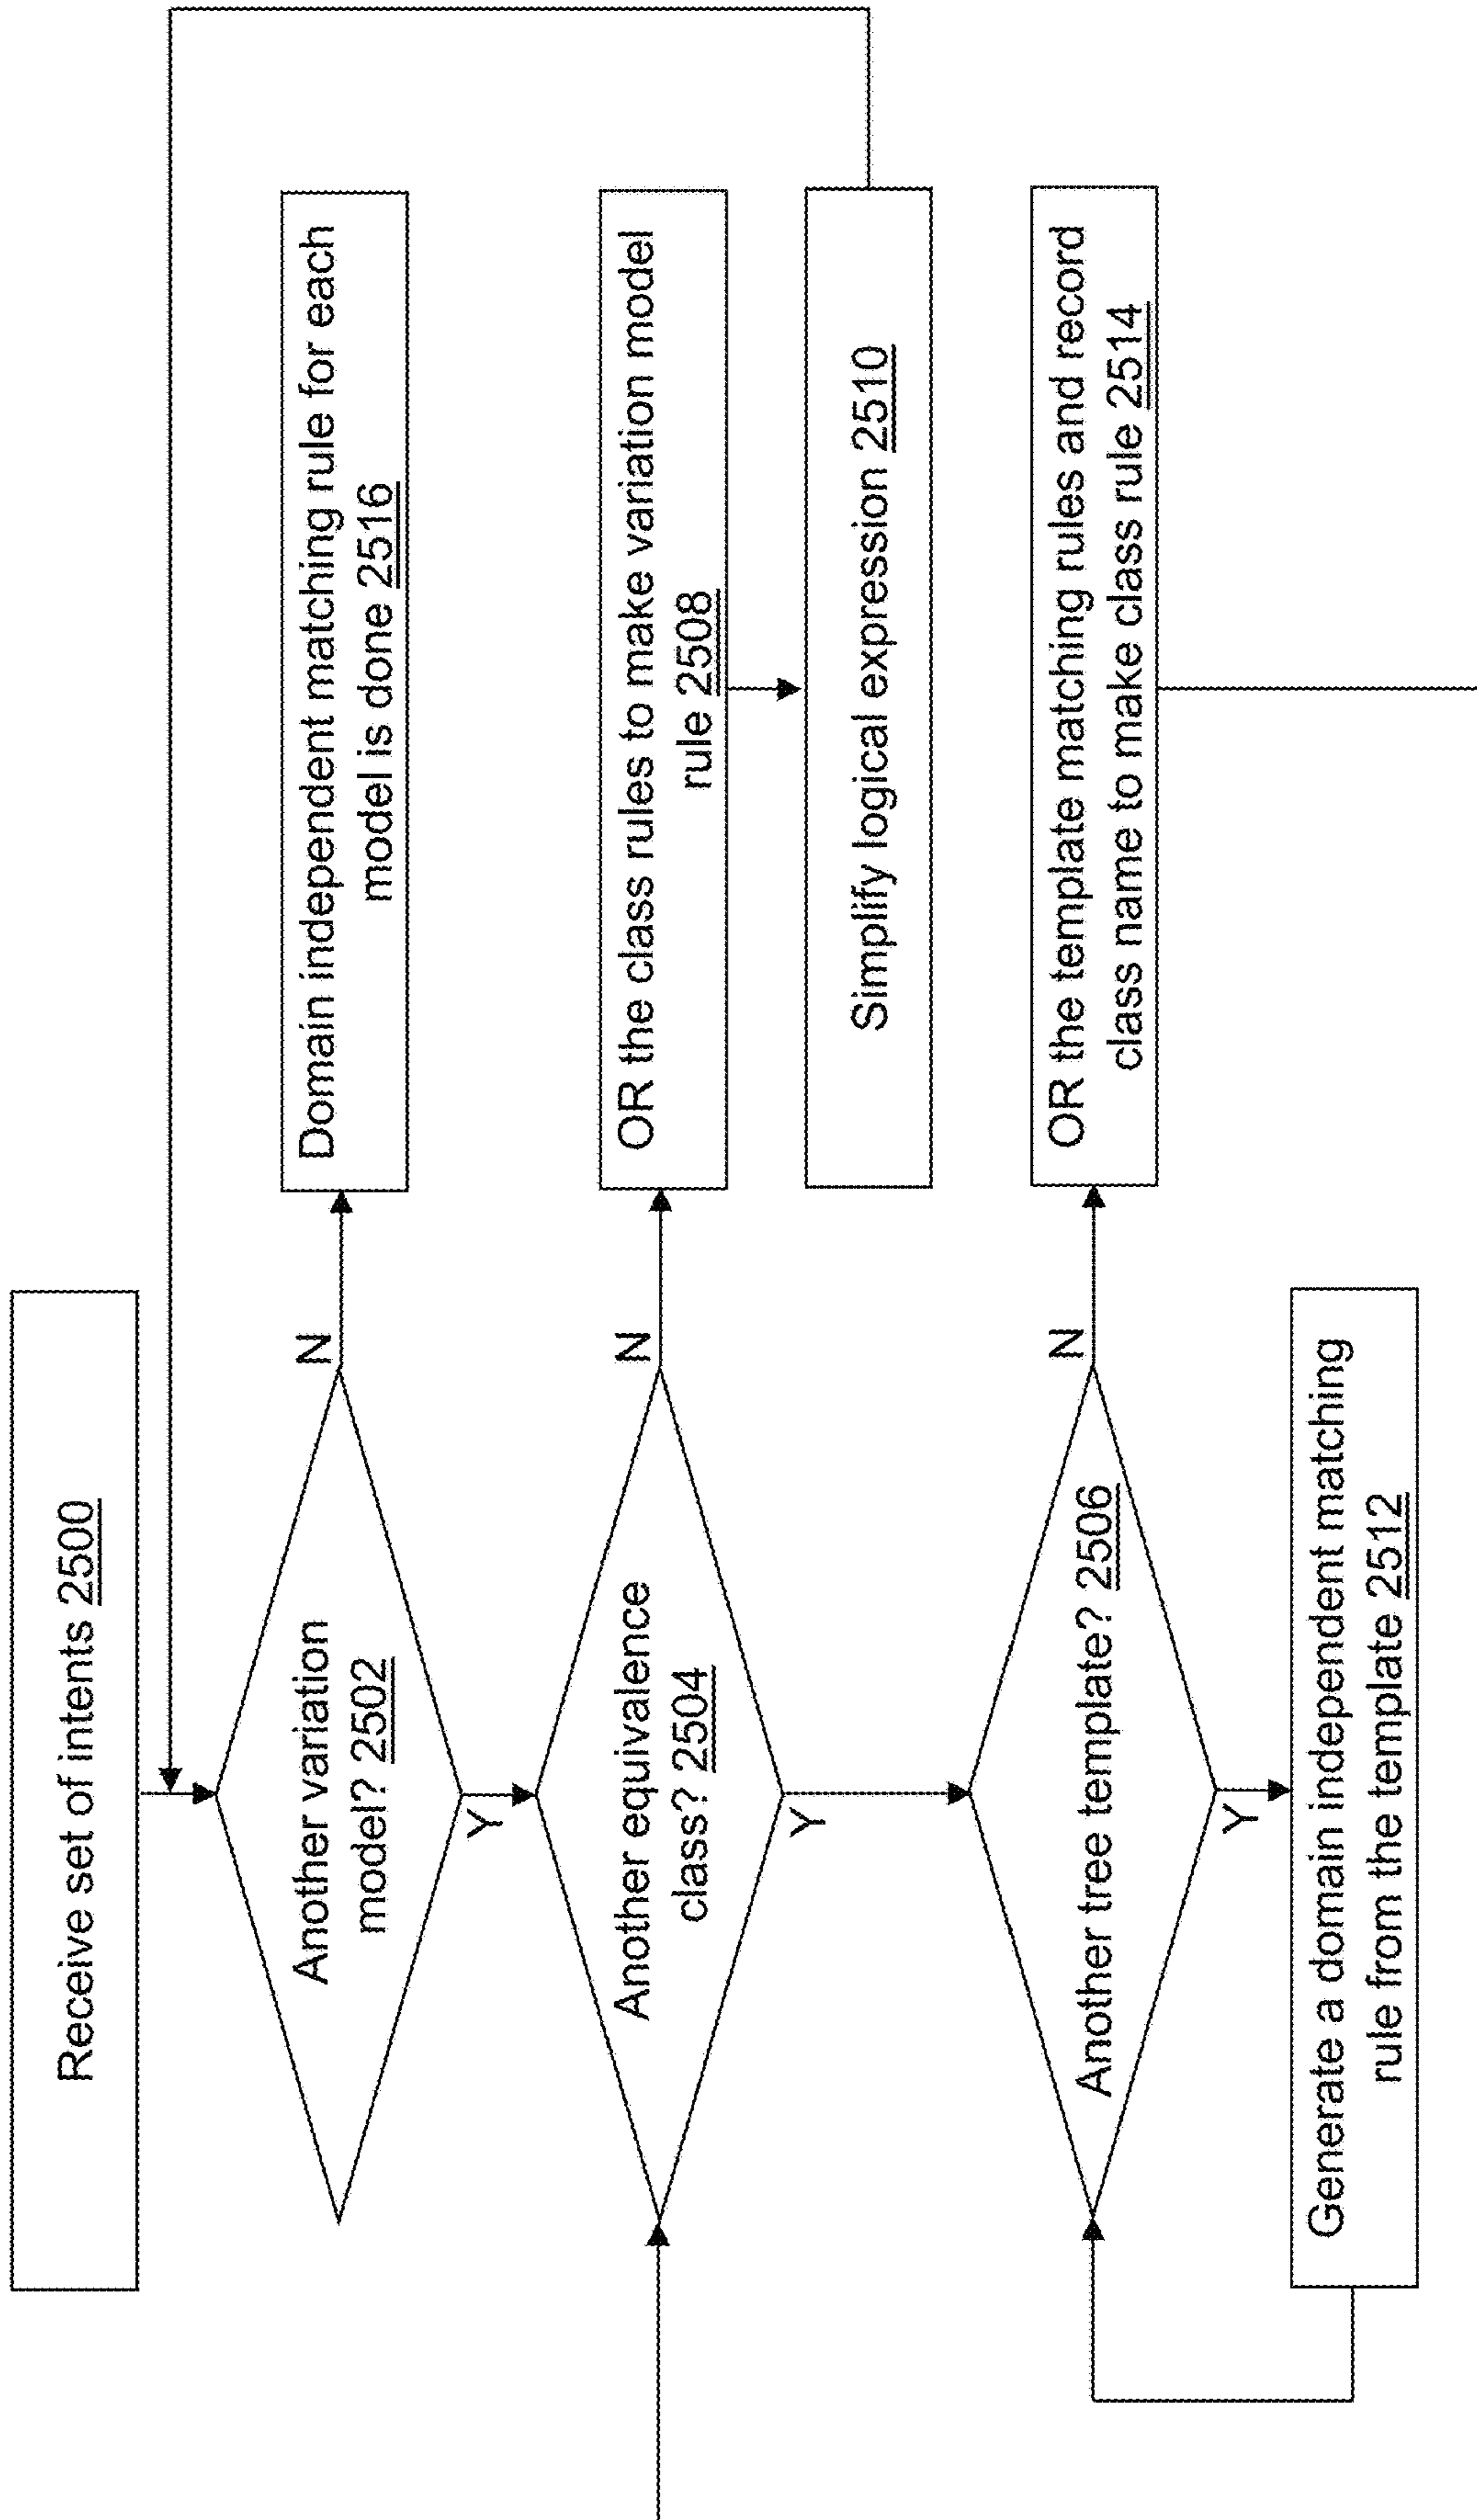 Receive set of intents 2500
Another variation
model? 2502
N
Domain independent matching rule for each
model is done 2516
Y
Another equivalence
class? 2504
N
OR the class rules to make variation model
rule 2508
Simplify logical expression 2510
Y
Another tree template? 2506
N
OR the template matching rules and record
class name to make class rule 2514
Y
Generate a domain independent matching
rule from the template 2512